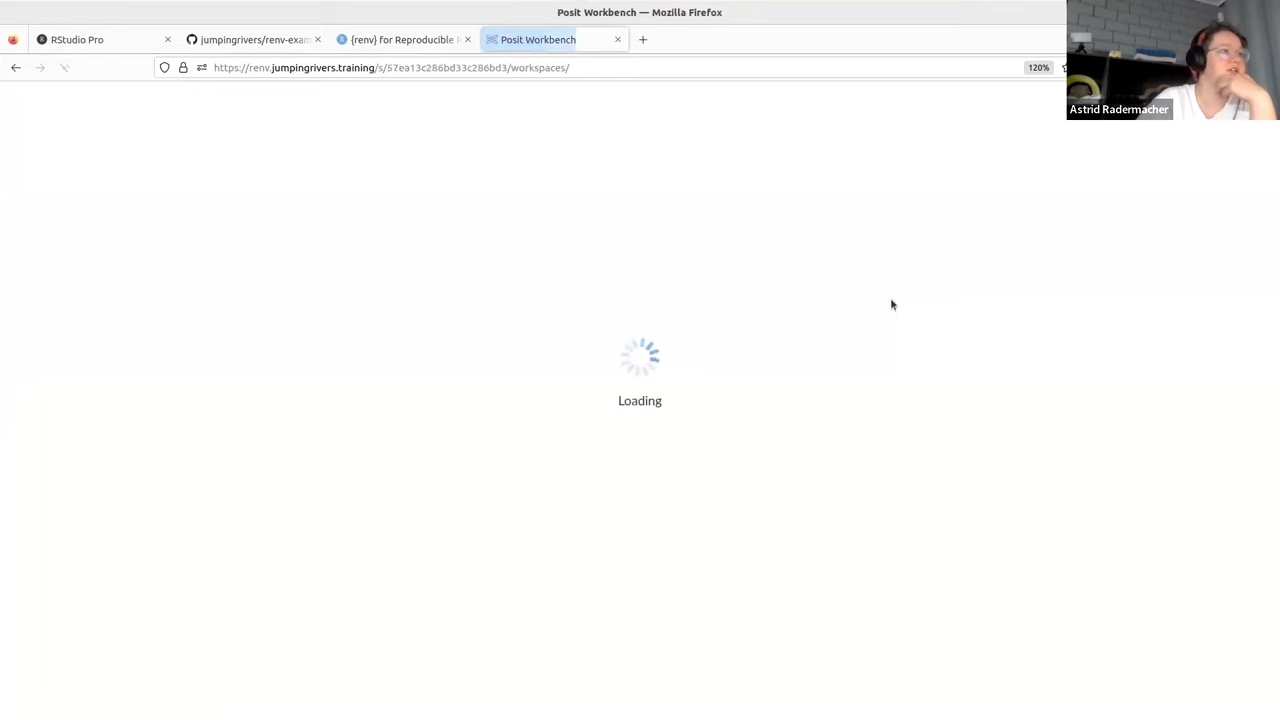 Posit Workbench — Mozilla Firefox
RStudio Pro
jumpingrivers/renv-exam
{renv} for Reproducible R
Posit Workbench
https://renv.jumpingrivers.training/s/57ea13c286bd33c286bd3/workspaces/
120%
Astrid Radermacher
Loading